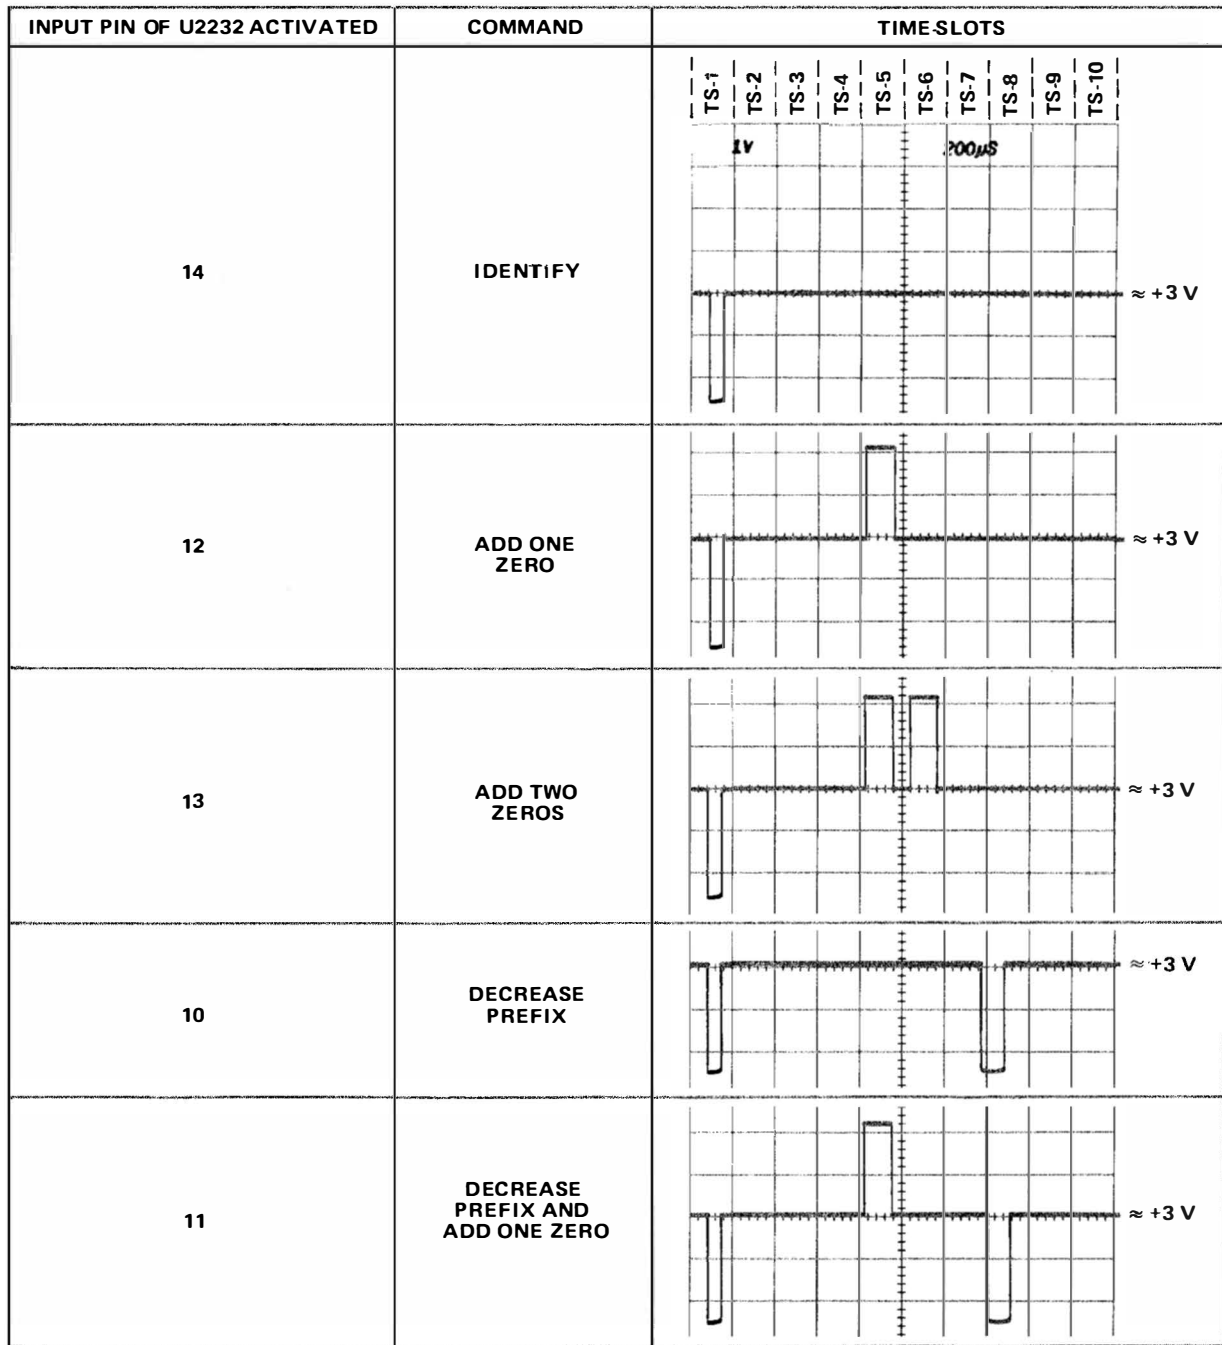 INPUT PIN OF U2232 ACTIVATED
COMMAND
TIME-SLOTS
TS-1
TS-2
TS-3
TS-4
TS-5
TS-6
TS-7
TS-8
TS-9
TS-10
1V
200µS
14
IDENTIFY
≈ +3 V
12
ADD ONE
ZERO
≈ +3 V
13
ADD TWO
ZEROS
≈ +3 V
10
DECREASE
PREFIX
≈ +3 V
11
DECREASE
PREFIX AND
ADD ONE ZERO
≈ +3 V